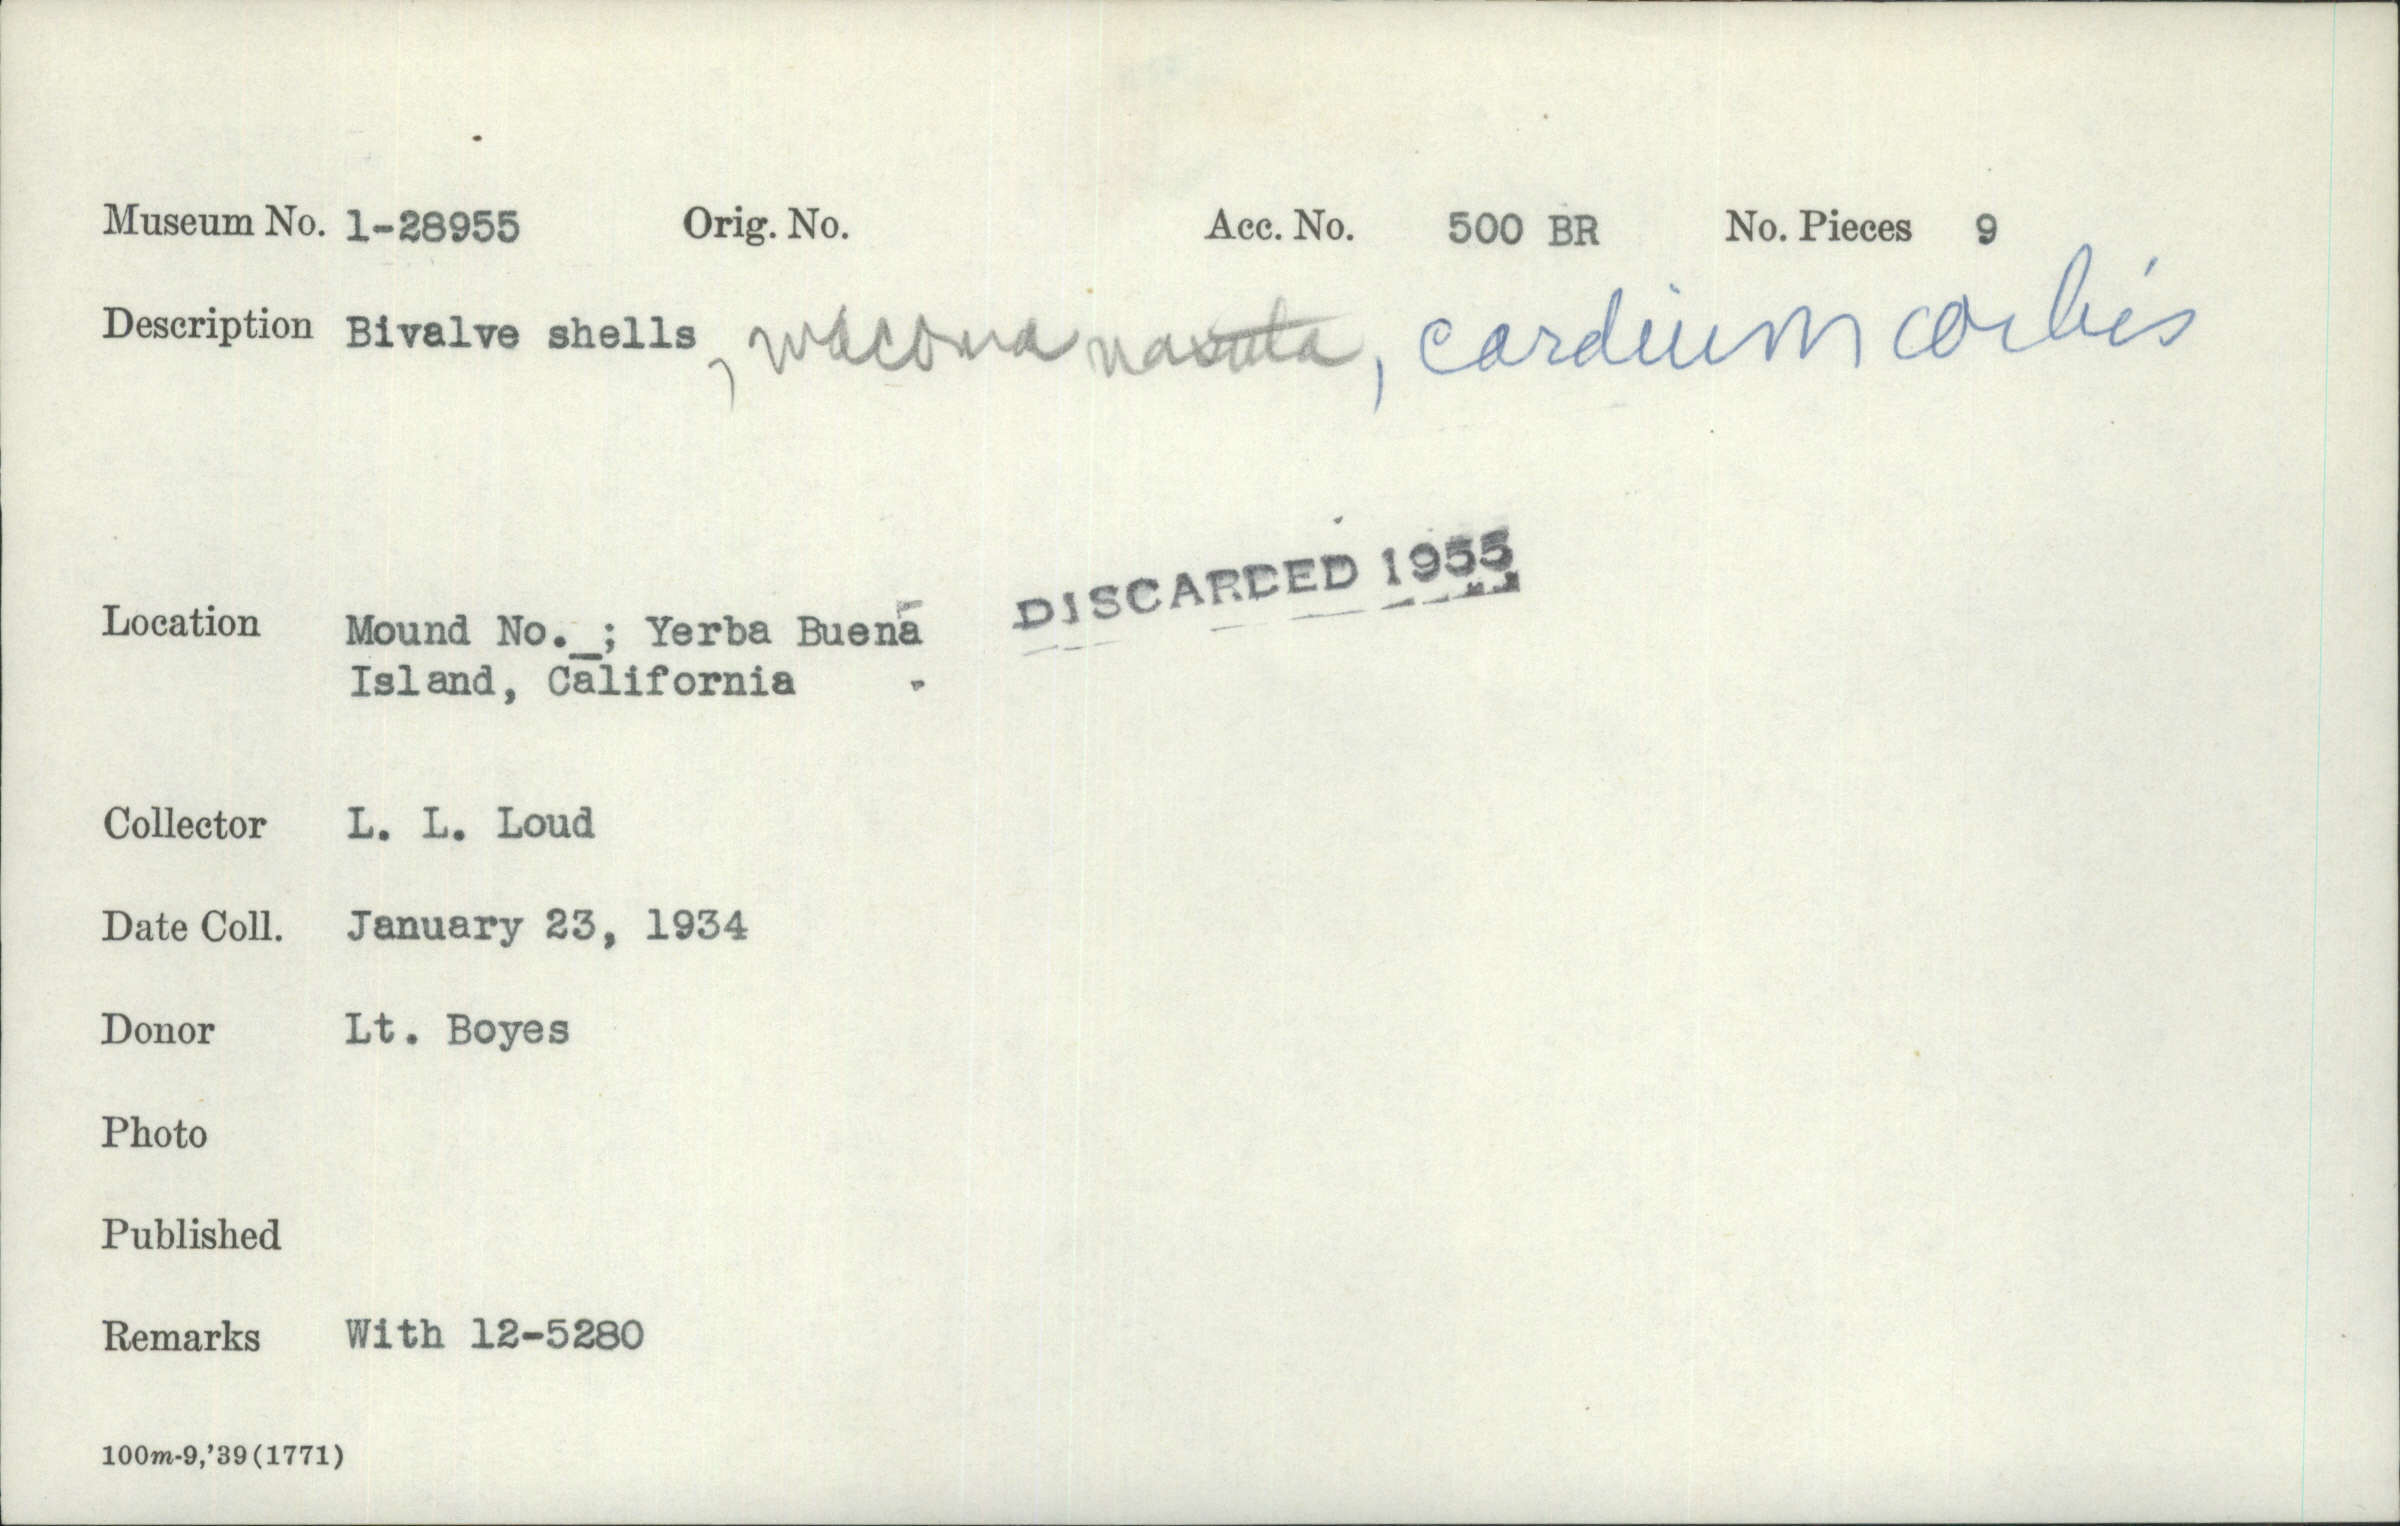 Museum No. 1-28955 Orig. No. Acc. No. 500 BR No. Pieces 9
Description Bivalve shells, macoma nasuta, cardium corbis
DISCARDED 1955
Location Mound No. _; Yerba Buena
Island, California
Collector L. L. Loud
Date Coll. January 23, 1934
Donor Lt. Boyes
Photo
Published
Remarks With 12-5280
100m-9,'39(1771)